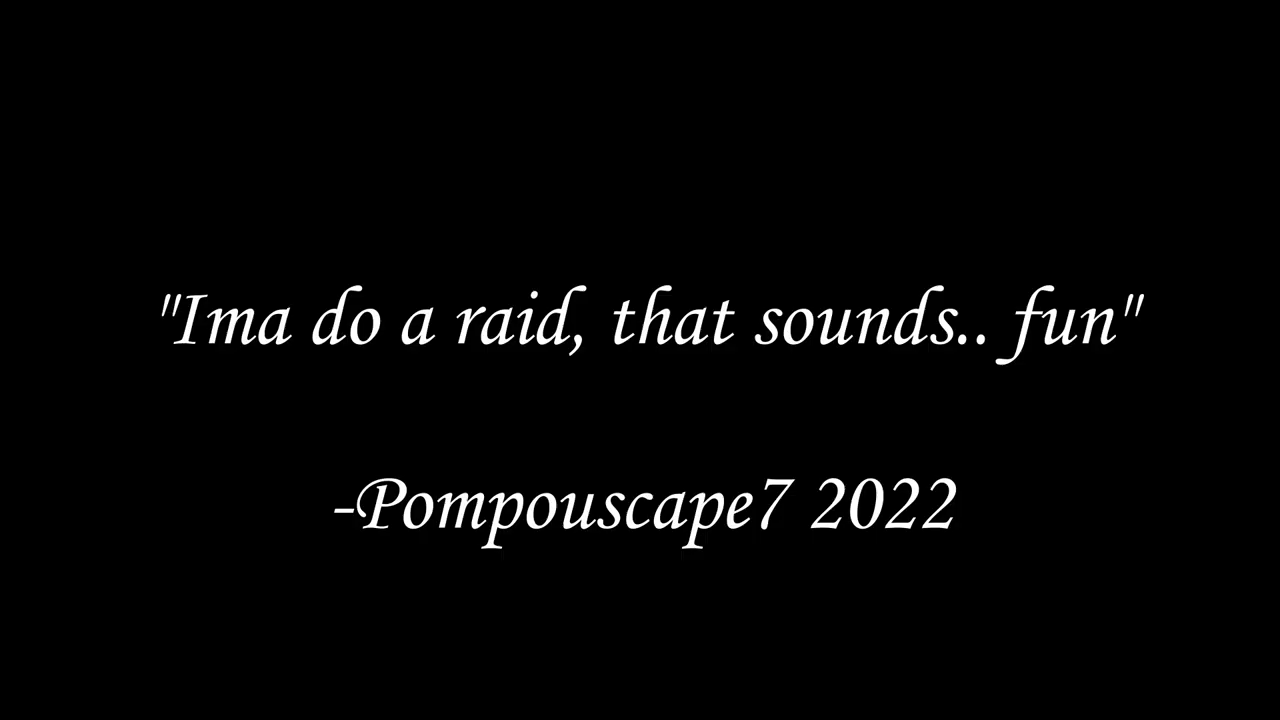 "Ima do a raid, that sounds.. fun"
-Pompouscape7 2022